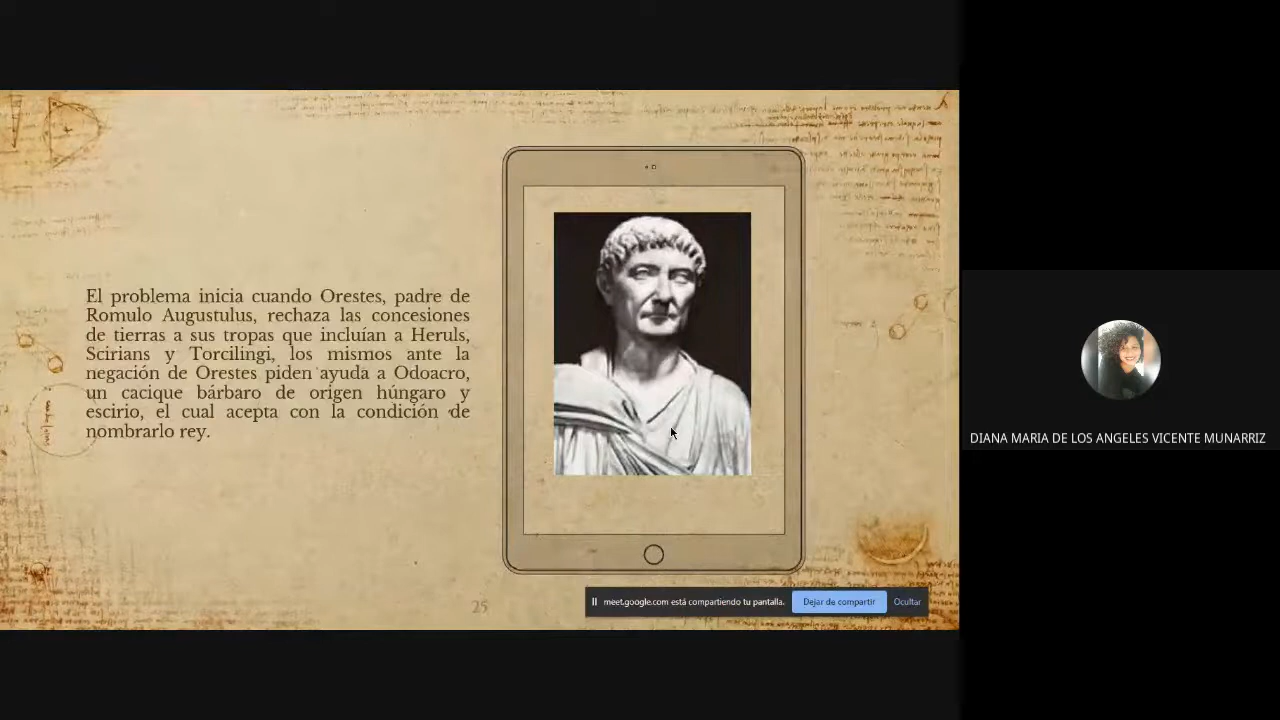 El problema inicia cuando Orestes, padre de
Romulo Augustulus, rechaza las concesiones
de tierras a sus tropas que incluían a Heruls,
Scirians y Torcilingi, los mismos ante la
negación de Orestes piden ayuda a Odoacro,
un cacique bárbaro de origen húngaro y
escirio, el cual acepta con la condición de
nombrarlo rey.
25
meet.google.com está compartiendo tu pantalla.
Dejar de compartir
Ocultar
DIANA MARIA DE LOS ANGELES VICENTE MUNARRIZ